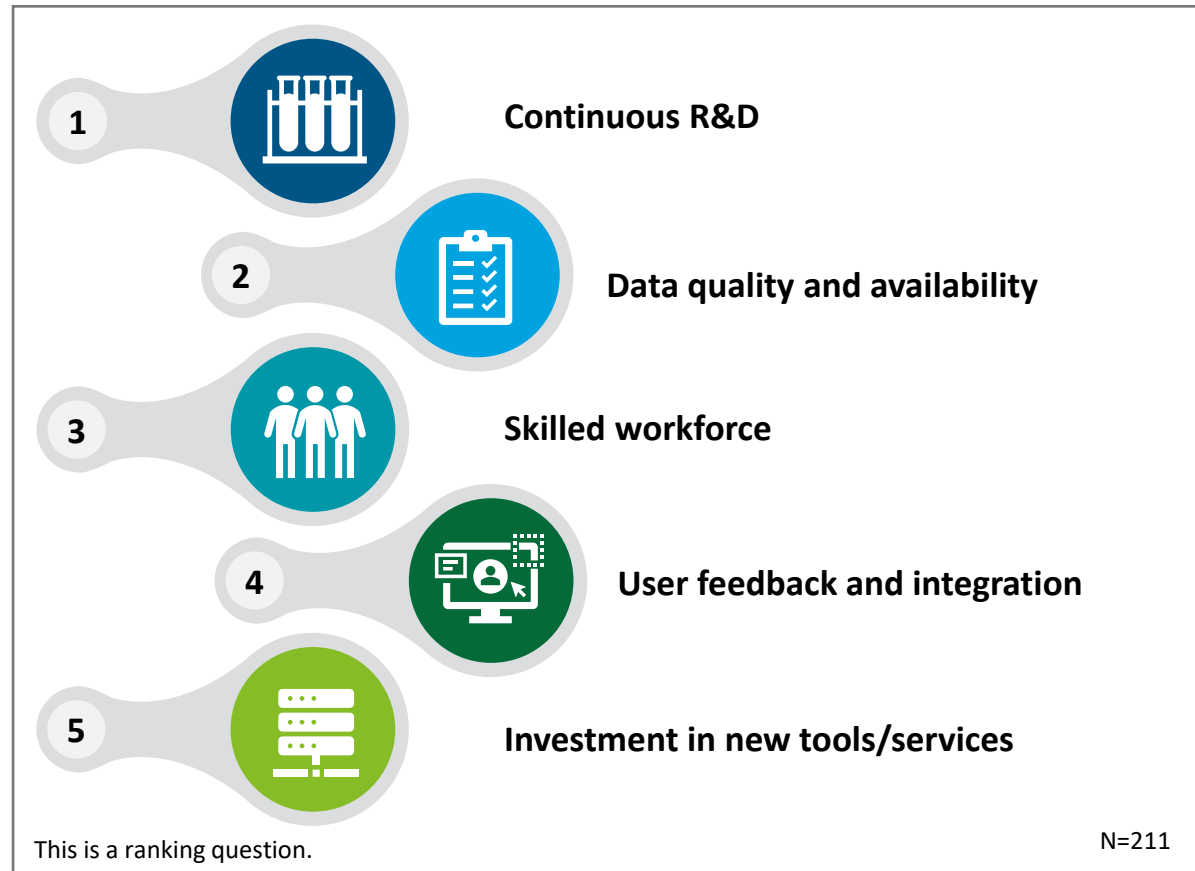 1
Continuous R&D
2
Data quality and availability
3
Skilled workforce
4
User feedback and integration
5
Investment in new tools/services
This is a ranking question.
N=211